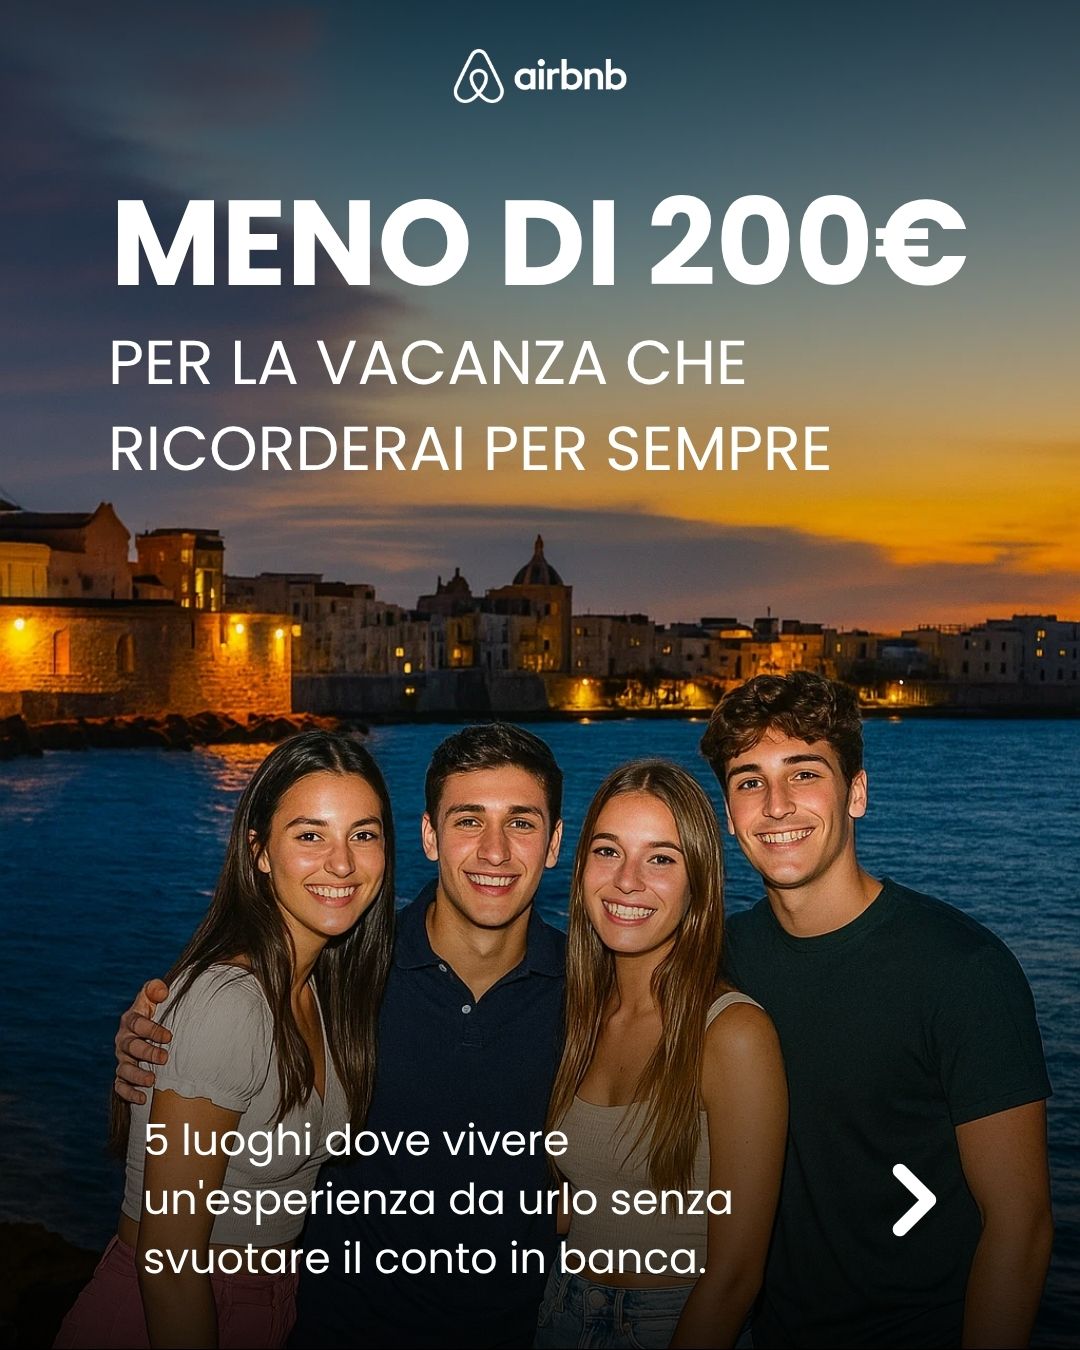 airbnb
MENO DI 200€
PER LA VACANZA CHE
RICORDERAI PER SEMPRE
5 luoghi dove vivere
un'esperienza da urlo senza
svuotare il conto in banca.